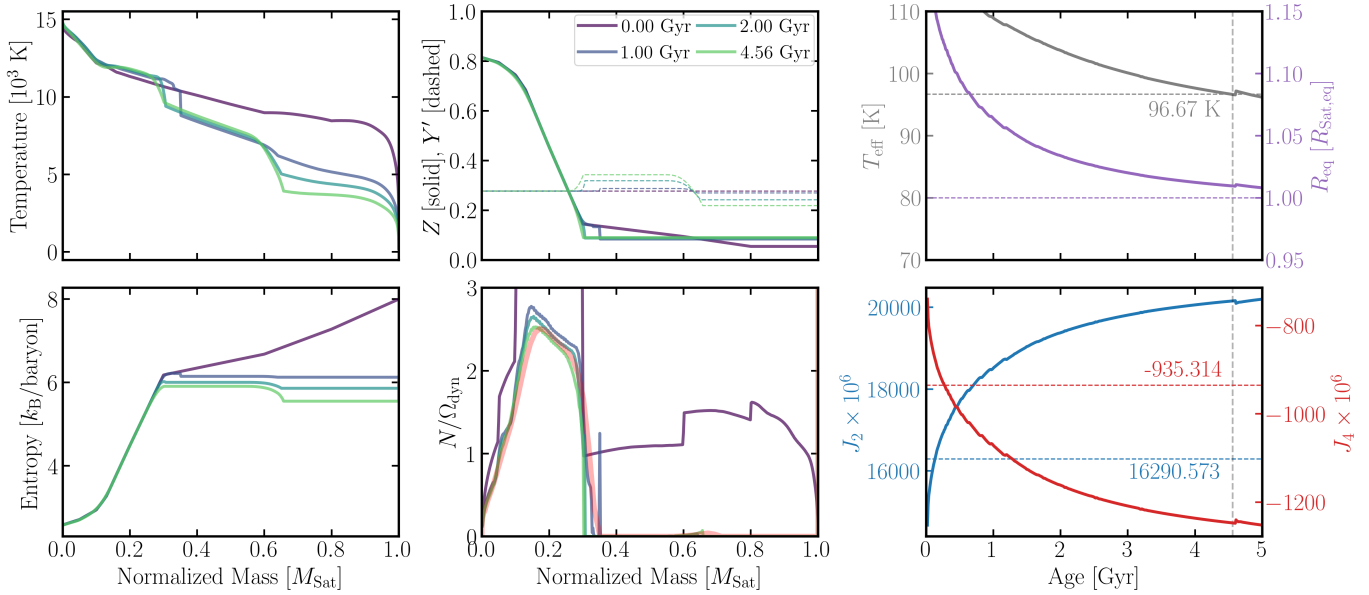 15
10
5
0
Temperature [10³ K]
1.0
0.8
0.6
0.4
0.2
0.0
Z [solid], Y′ [dashed]
0.00 Gyr
2.00 Gyr
1.00 Gyr
4.56 Gyr
110
100
90
80
70
T_eff [K]
96.67 K
1.15
1.10
1.05
1.00
0.95
R_eq [R_Sat,eq]
8
6
4
Entropy [k_B/baryon]
0.0 0.2 0.4 0.6 0.8 1.0
Normalized Mass [M_Sat]
3
2
1
0
N/Ω_dyn
0.0 0.2 0.4 0.6 0.8 1.0
Normalized Mass [M_Sat]
20000
18000
16000
J₂ × 10⁶
-935.314
16290.573
−800
−1000
−1200
J₄ × 10⁶
0 1 2 3 4 5
Age [Gyr]